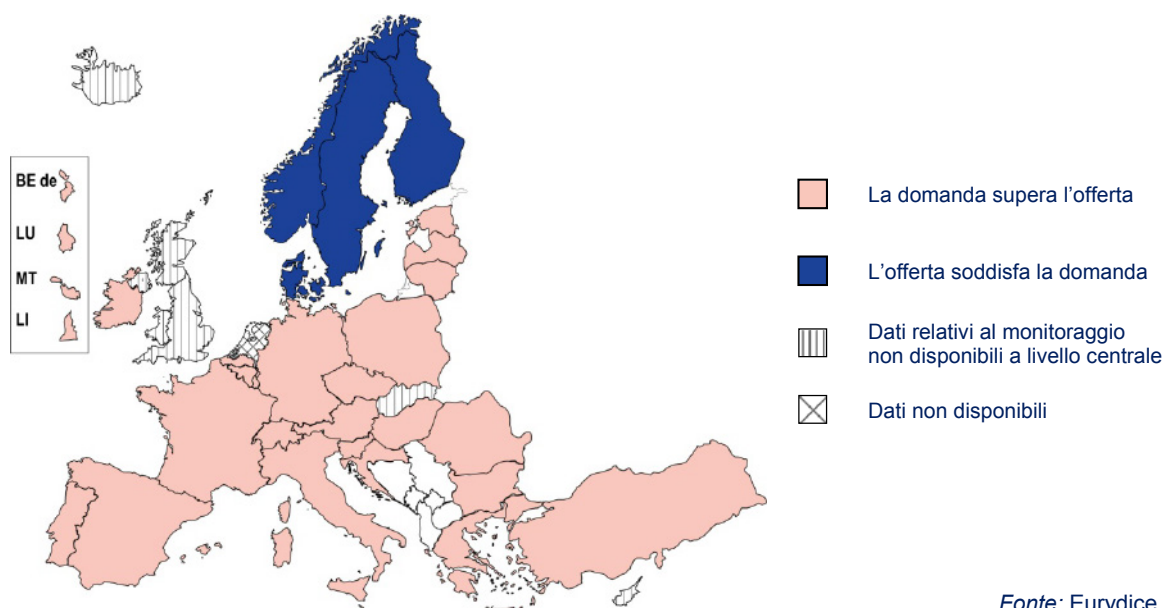 BE de
LU
MT
LI
La domanda supera l’offerta
L’offerta soddisfa la domanda
Dati relativi al monitoraggio
non disponibili a livello centrale
Dati non disponibili
Fonte: Eurydice